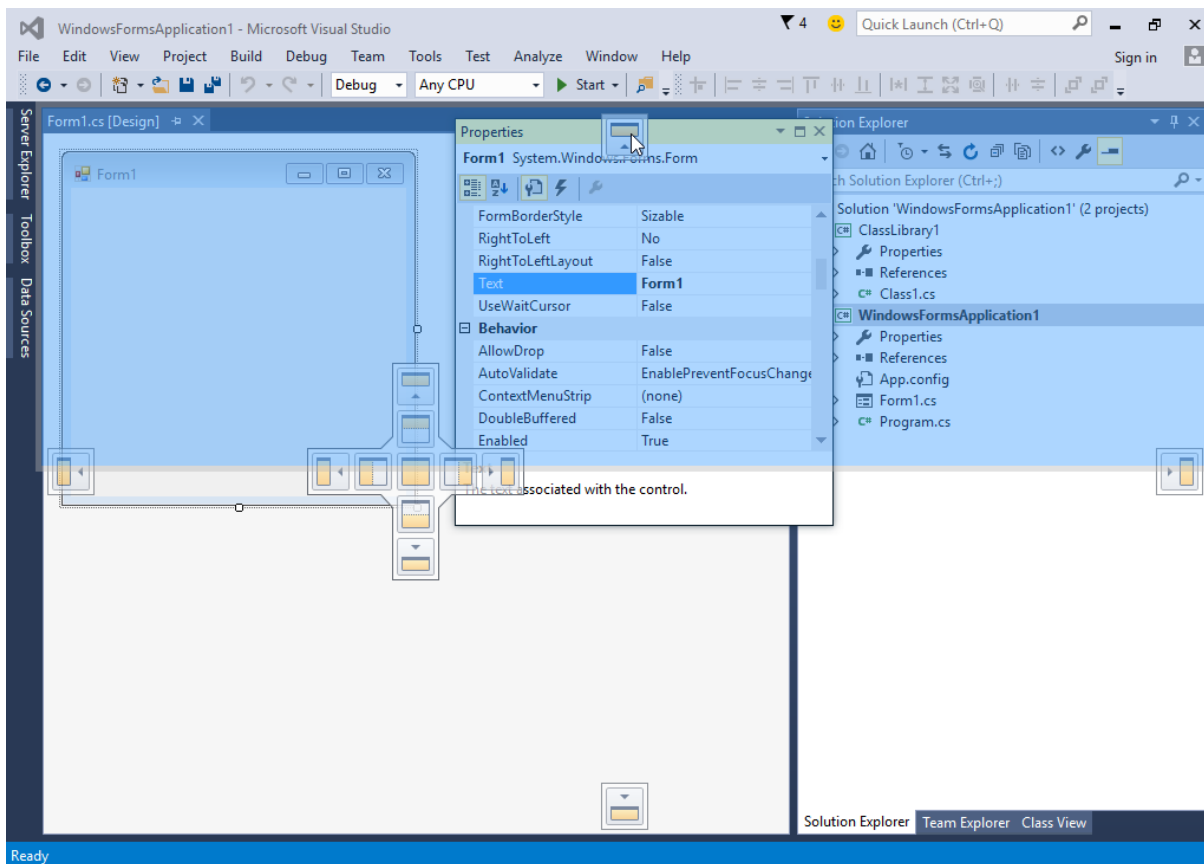 WindowsFormsApplication1 - Microsoft Visual Studio
4
Quick Launch (Ctrl+Q)
File Edit View Project Build Debug Team Tools Test Analyze Window Help
Sign in
Debug
Any CPU
Start
Server Explorer
Toolbox
Data Sources
Form1.cs [Design]
Form1
Properties
Form1 System.Windows.Forms.Form
FormBorderStyle Sizable
RightToLeft No
RightToLeftLayout False
Text Form1
UseWaitCursor False
Behavior
AllowDrop False
AutoValidate EnablePreventFocusChange
ContextMenuStrip (none)
DoubleBuffered False
Enabled True
Text
The text associated with the control.
ion Explorer
ch Solution Explorer (Ctrl+;)
Solution 'WindowsFormsApplication1' (2 projects)
C# ClassLibrary1
Properties
References
C# Class1.cs
C# WindowsFormsApplication1
Properties
References
App.config
Form1.cs
C# Program.cs
Solution Explorer Team Explorer Class View
Ready